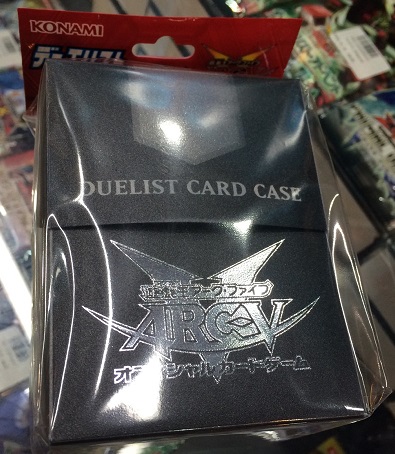 KONAMI
デュエリスト
DUELIST CARD CASE
遊戯王アーク・ファイブ
ARC-V
オフィシャルカードゲーム